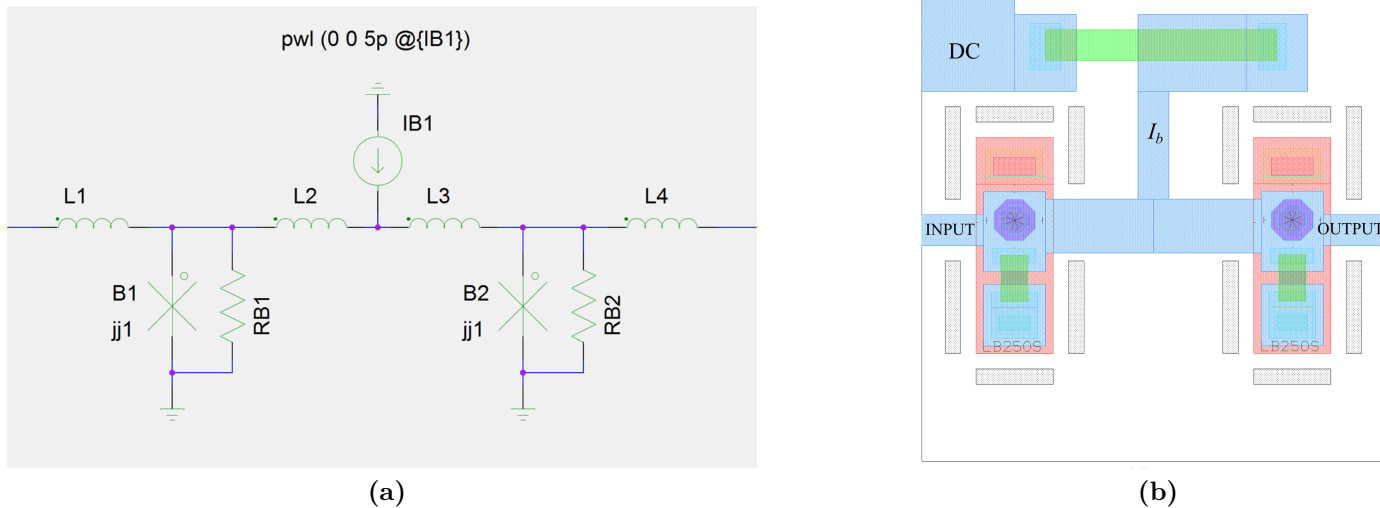 pwl (0 0 5p @{IB1})
IB1
L1
L2
L3
L4
B1
jj1
RB1
B2
jj1
RB2
(a)
DC
I_b
INPUT
OUTPUT
LB250S
LB250S
(b)